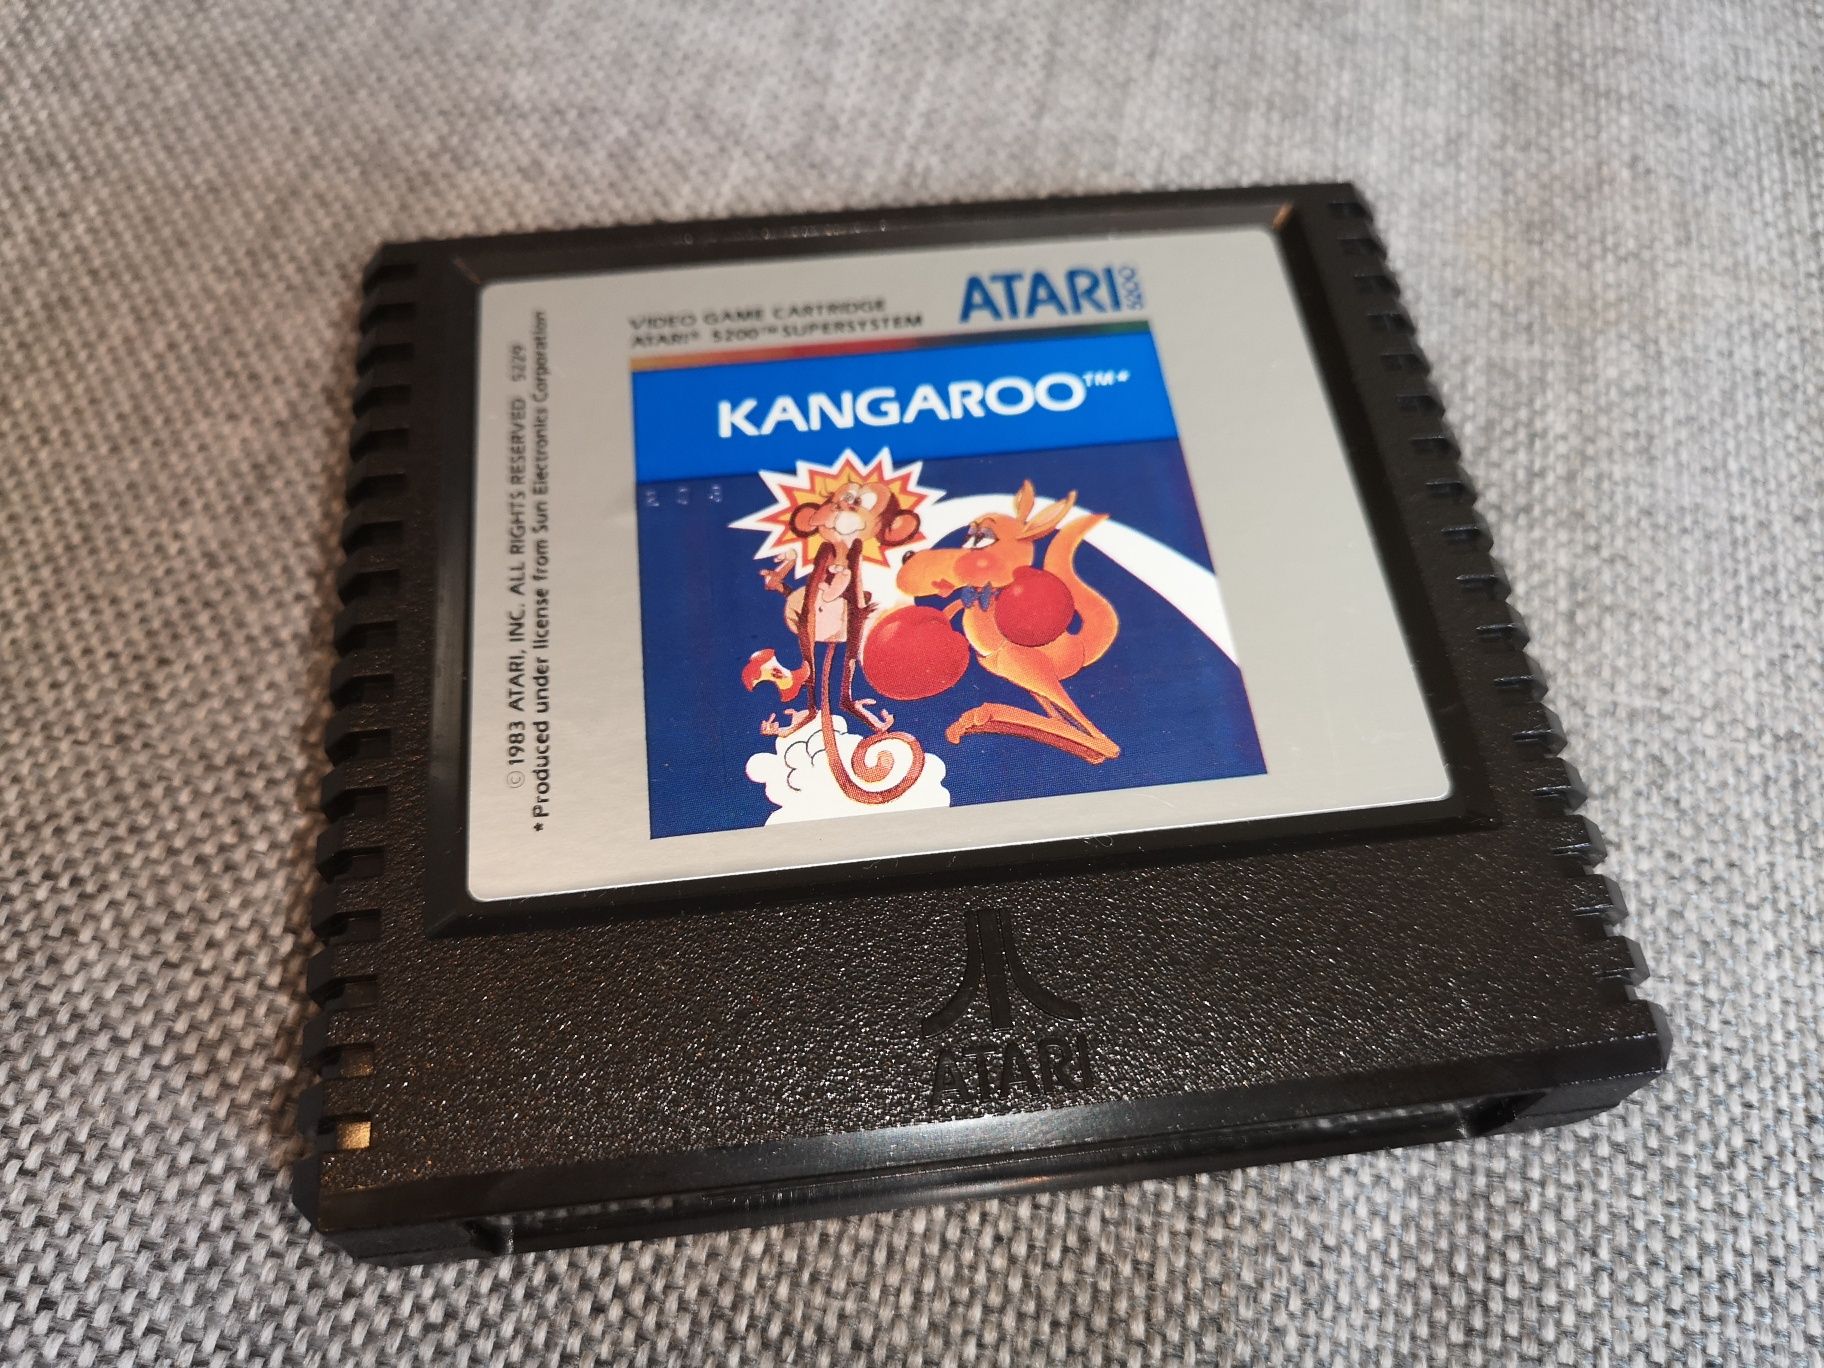 VIDEO GAME CARTRIDGE
ATARI® 5200™ SUPERSYSTEM
ATARI 5200
KANGAROO™*
© 1983 ATARI, INC. ALL RIGHTS RESERVED 5229
*Produced under license from Sun Electronics Corporation
ATARI